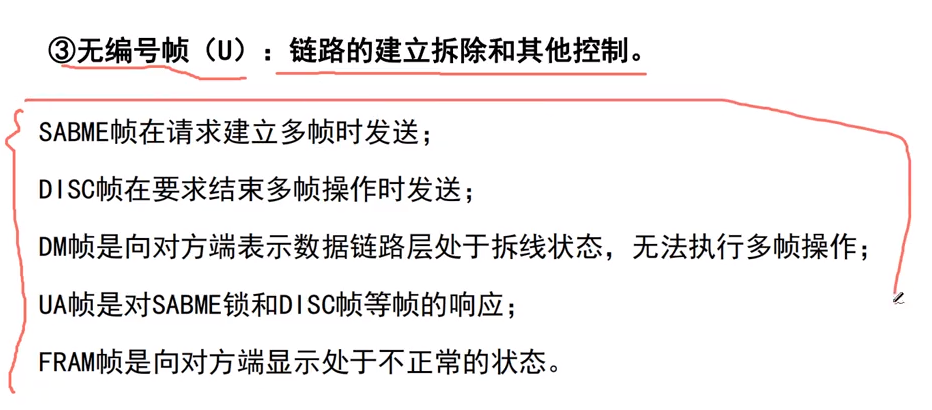 ③无编号帧（U）：链路的建立拆除和其他控制。
SABME帧在请求建立多帧时发送；
DISC帧在要求结束多帧操作时发送；
DM帧是向对方端表示数据链路层处于拆线状态，无法执行多帧操作；
UA帧是对SABME锁和DISC帧等帧的响应；
FRAM帧是向对方端显示处于不正常的状态。